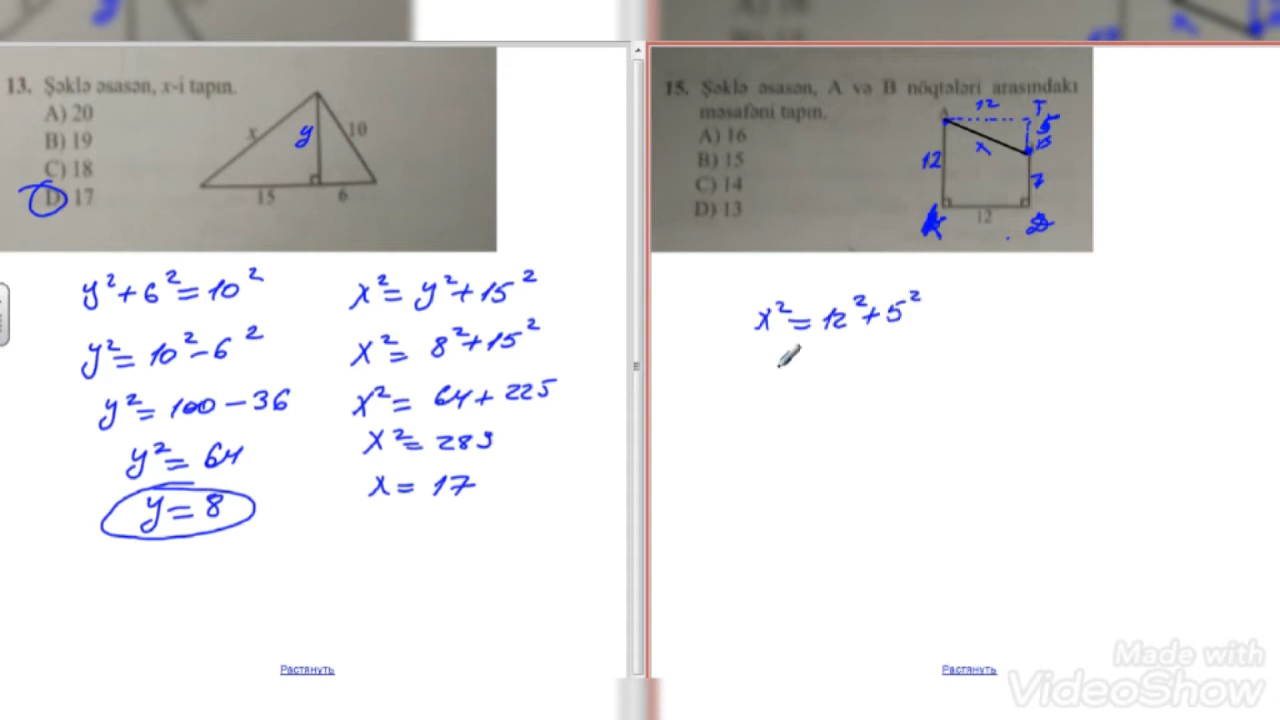 13. Şəklə əsasən, x-i tapın.
A) 20
B) 19
C) 18
D) 17
x
y
10
15
6
y²+6²=10²
y²=10²-6²
y²=100-36
y²=64
y=8
x²=y²+15²
x²=8²+15²
x²=64+225
x²=289
x=17
Растянуть
15. Şəklə əsasən, A və B nöqtələri arasındakı
məsafəni tapın.
A) 16
B) 15
C) 14
D) 13
12
T
A
5
B
12
x
7
12
K
D
x²=12²+5²
Растянуть
Made with
VideoShow